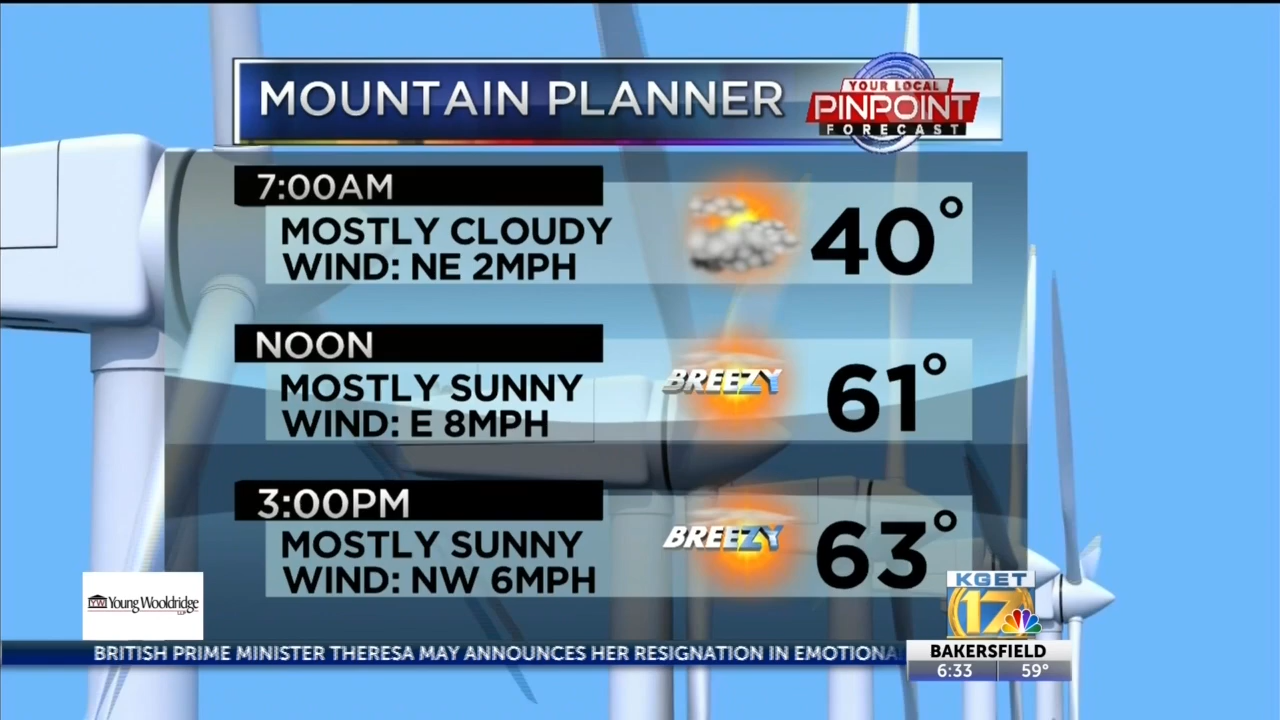 MOUNTAIN PLANNER
YOUR LOCAL
PINPOINT
FORECAST
7:00AM
MOSTLY CLOUDY
WIND: NE 2MPH
40°
NOON
MOSTLY SUNNY
WIND: E 8MPH
BREEZY
61°
3:00PM
MOSTLY SUNNY
WIND: NW 6MPH
BREEZY
63°
YW Young Wooldridge
LLP
KGET
17
BRITISH PRIME MINISTER THERESA MAY ANNOUNCES HER RESIGNATION IN EMOTIONA
BAKERSFIELD
6:33 59°